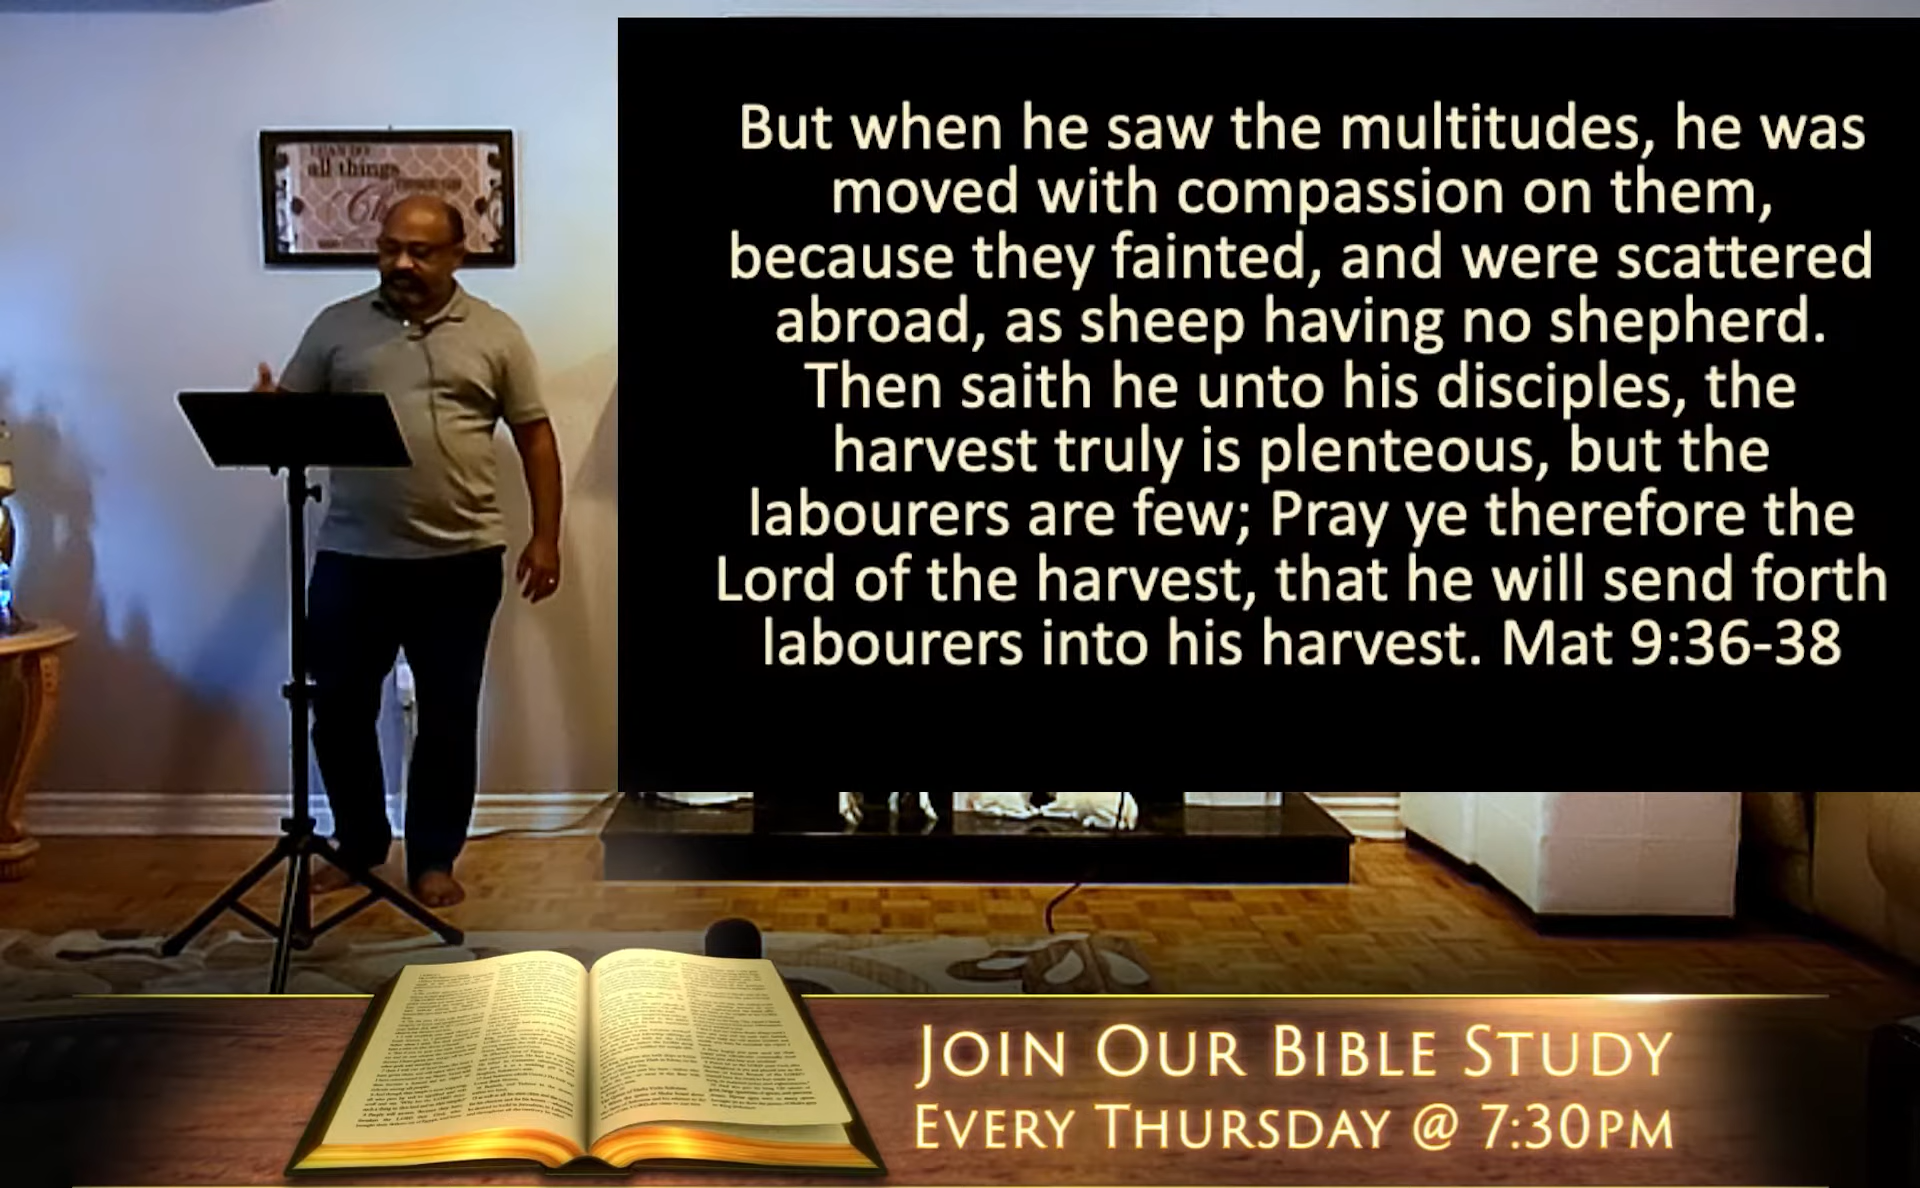 all things
But when he saw the multitudes, he was
moved with compassion on them,
because they fainted, and were scattered
abroad, as sheep having no shepherd.
Then saith he unto his disciples, the
harvest truly is plenteous, but the
labourers are few; Pray ye therefore the
Lord of the harvest, that he will send forth
labourers into his harvest. Mat 9:36-38
JOIN OUR BIBLE STUDY
EVERY THURSDAY @ 7:30PM